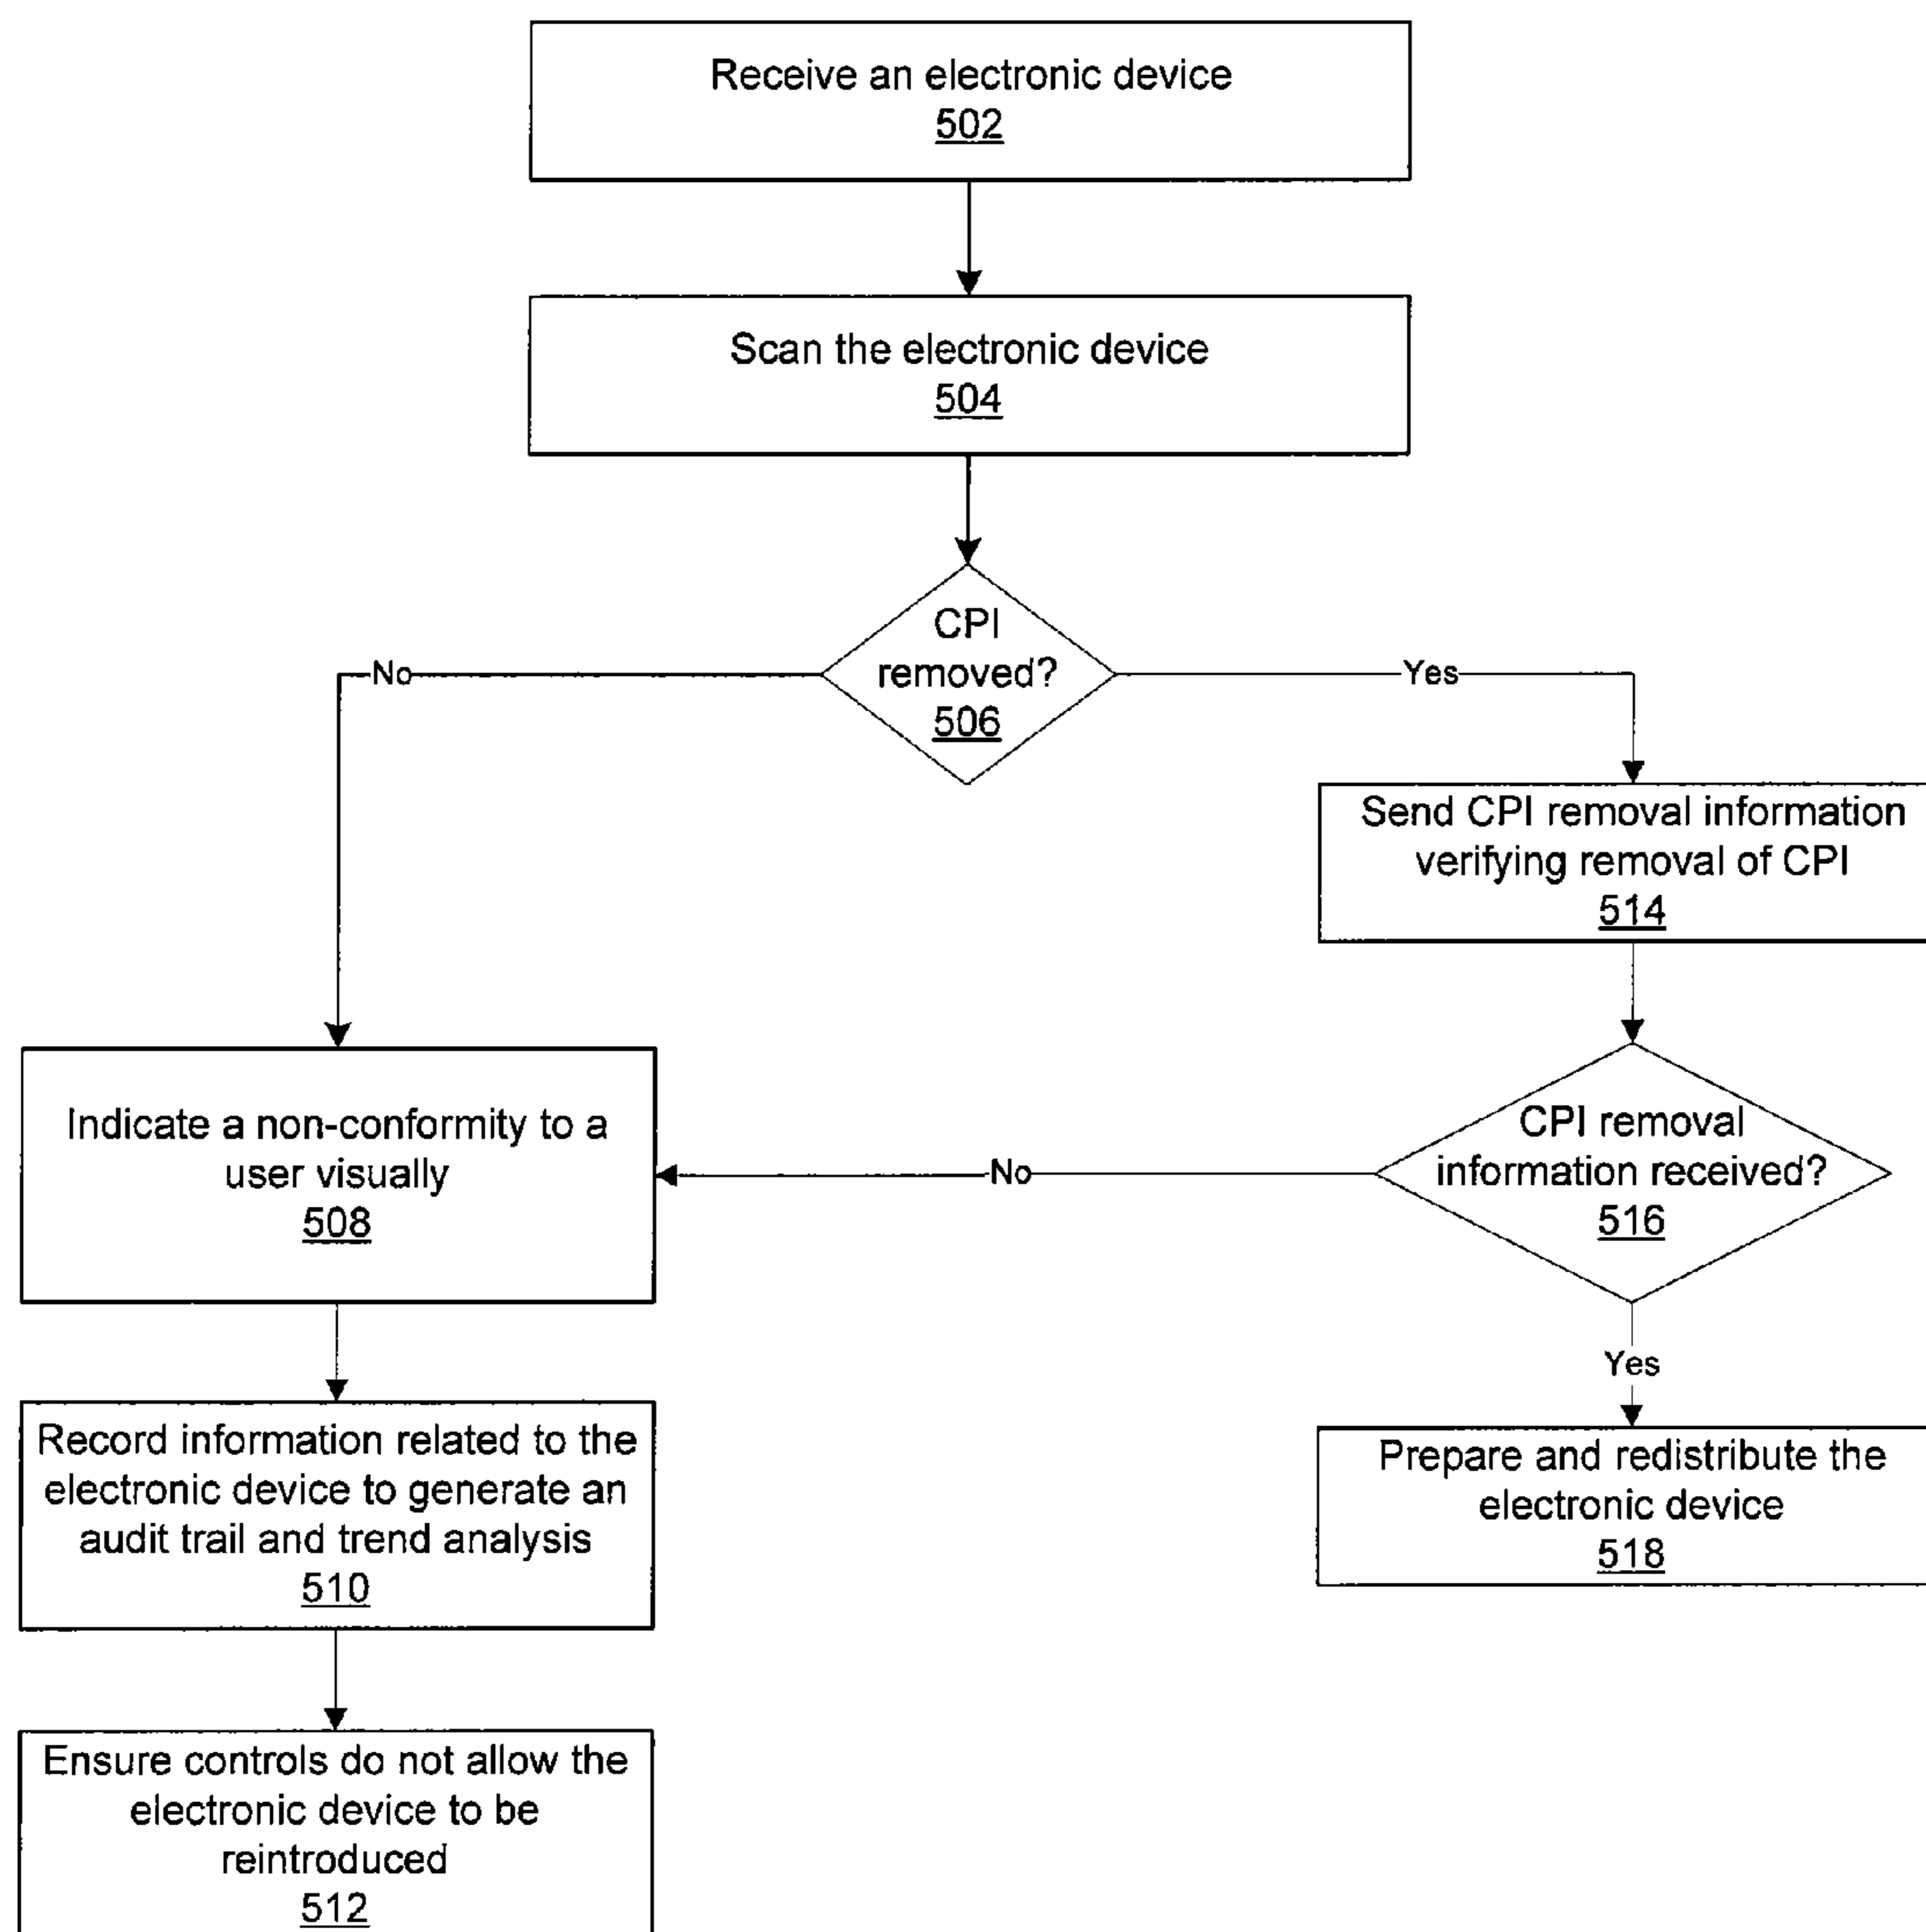 Receive an electronic device
502
Scan the electronic device
504
CPI
removed?
506
No
Yes
Send CPI removal information
verifying removal of CPI
514
Indicate a non-conformity to a
user visually
508
No
CPI removal
information received?
516
Yes
Record information related to the
electronic device to generate an
audit trail and trend analysis
510
Prepare and redistribute the
electronic device
518
Ensure controls do not allow the
electronic device to be
reintroduced
512